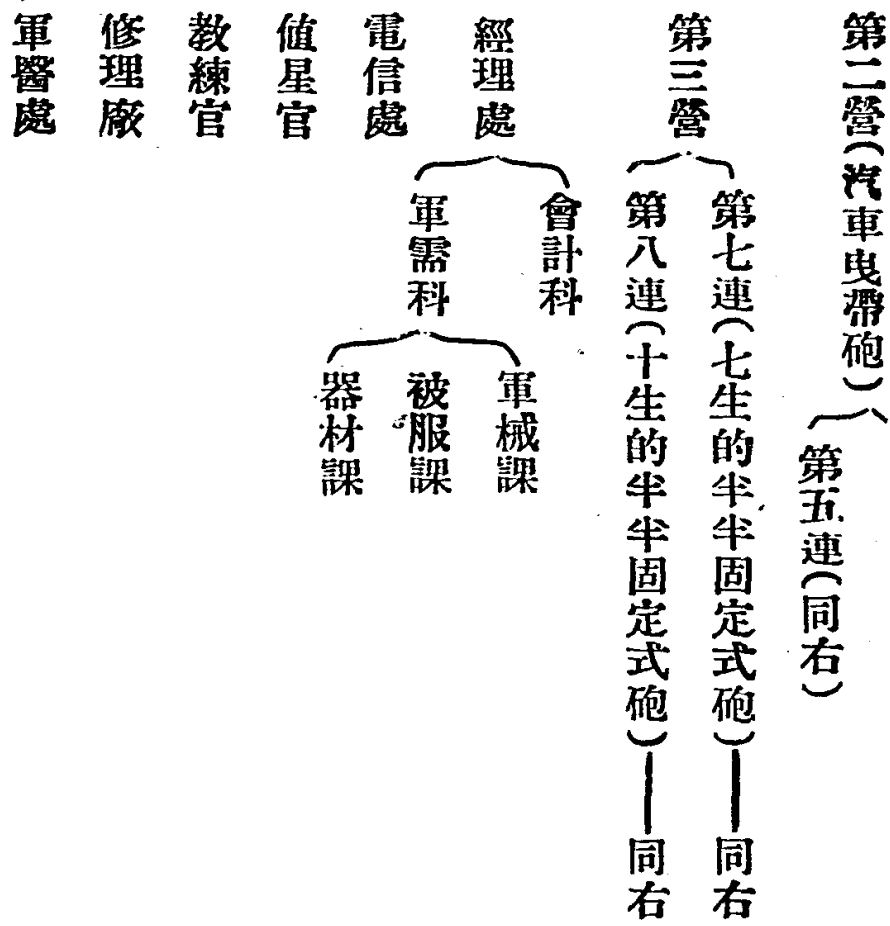 第二營(汽車曳帶砲)
第五連(同右)
第三營
第七連(七生的半半固定式砲)——同右
第八連(十生的半半固定式砲)——同右
經理處
會計科
軍需科
軍械課
被服課
器材課
電信處
值星官
教練官
修理廠
軍醫處